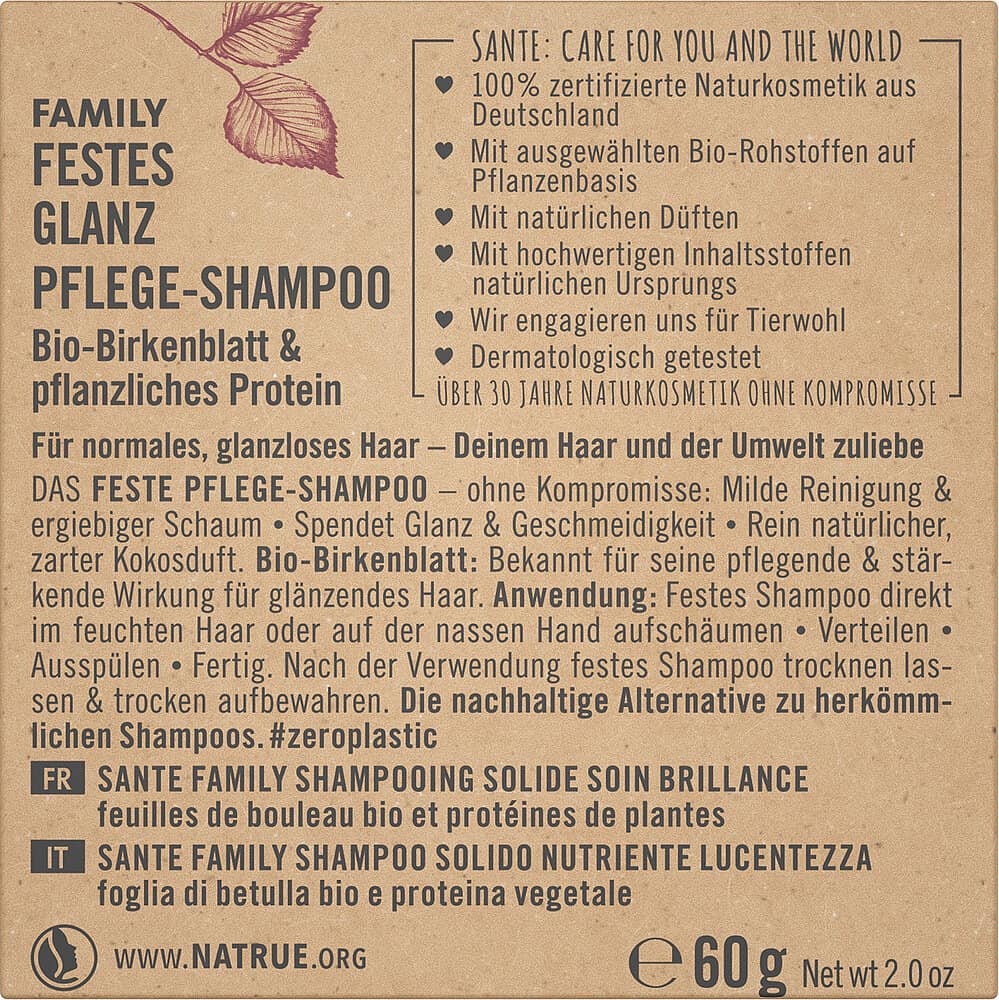 FAMILY
FESTES
GLANZ
PFLEGE-SHAMPOO
Bio-Birkenblatt &
pflanzliches Protein
SANTE: CARE FOR YOU AND THE WORLD
♥ 100% zertifizierte Naturkosmetik aus
Deutschland
♥ Mit ausgewählten Bio-Rohstoffen auf
Pflanzenbasis
♥ Mit natürlichen Düften
♥ Mit hochwertigen Inhaltsstoffen
natürlichen Ursprungs
♥ Wir engagieren uns für Tierwohl
♥ Dermatologisch getestet
ÜBER 30 JAHRE NATURKOSMETIK OHNE KOMPROMISSE
Für normales, glanzloses Haar – Deinem Haar und der Umwelt zuliebe
DAS FESTE PFLEGE-SHAMPOO – ohne Kompromisse: Milde Reinigung &
ergiebiger Schaum • Spendet Glanz & Geschmeidigkeit • Rein natürlicher,
zarter Kokosduft. Bio-Birkenblatt: Bekannt für seine pflegende & stär-
kende Wirkung für glänzendes Haar. Anwendung: Festes Shampoo direkt
im feuchten Haar oder auf der nassen Hand aufschäumen • Verteilen •
Ausspülen • Fertig. Nach der Verwendung festes Shampoo trocknen las-
sen & trocken aufbewahren. Die nachhaltige Alternative zu herkömm-
lichen Shampoos. #zeroplastic
FR SANTE FAMILY SHAMPOOING SOLIDE SOIN BRILLANCE
feuilles de bouleau bio et protéines de plantes
IT SANTE FAMILY SHAMPOO SOLIDO NUTRIENTE LUCENTEZZA
foglia di betulla bio e proteina vegetale
WWW.NATRUE.ORG
℮ 60 g Net wt 2.0 oz